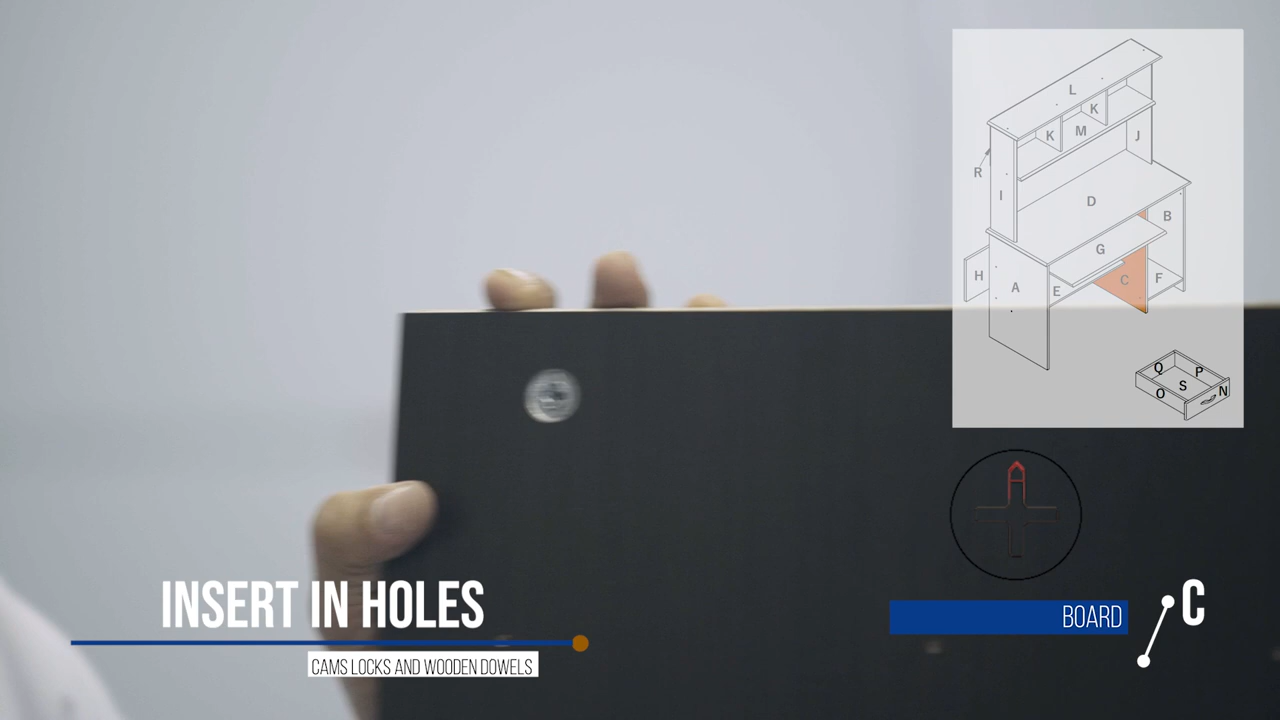 L
K
K
M
J
R
I
D
B
G
H
A
E
C
F
Q
P
S
O
N
INSERT IN HOLES
CAMS LOCKS AND WOODEN DOWELS
BOARD
C